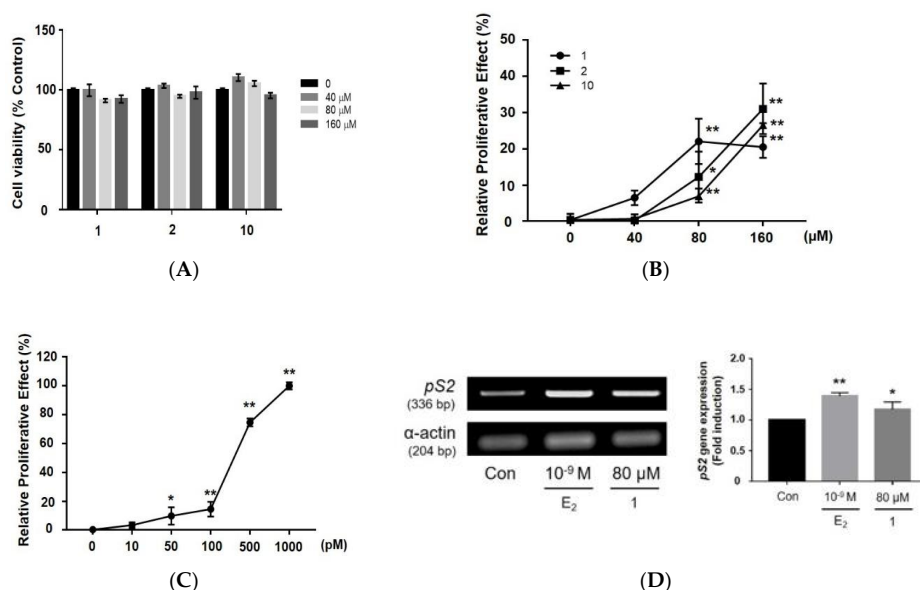 Cell viability (% Control)
150
100
50
0
1 2 10
0
40 μM
80 μM
160 μM
(A)
Relative Proliferative Effect (%)
50
40
30
20
10
0
1
2
10
**
*
**
**
**
**
0 40 80 160 (μM)
(B)
Relative Proliferative Effect (%)
120
100
80
60
40
20
0
*
**
**
**
0 10 50 100 500 1000 (pM)
(C)
pS2
(336 bp)
α-actin
(204 bp)
Con 10⁻⁹ M 80 μM
E₂ 1
pS2 gene expression
(Fold induction)
2.0
1.5
1.0
0.5
0
**
*
Con 10⁻⁹ M 80 μM
E₂ 1
(D)